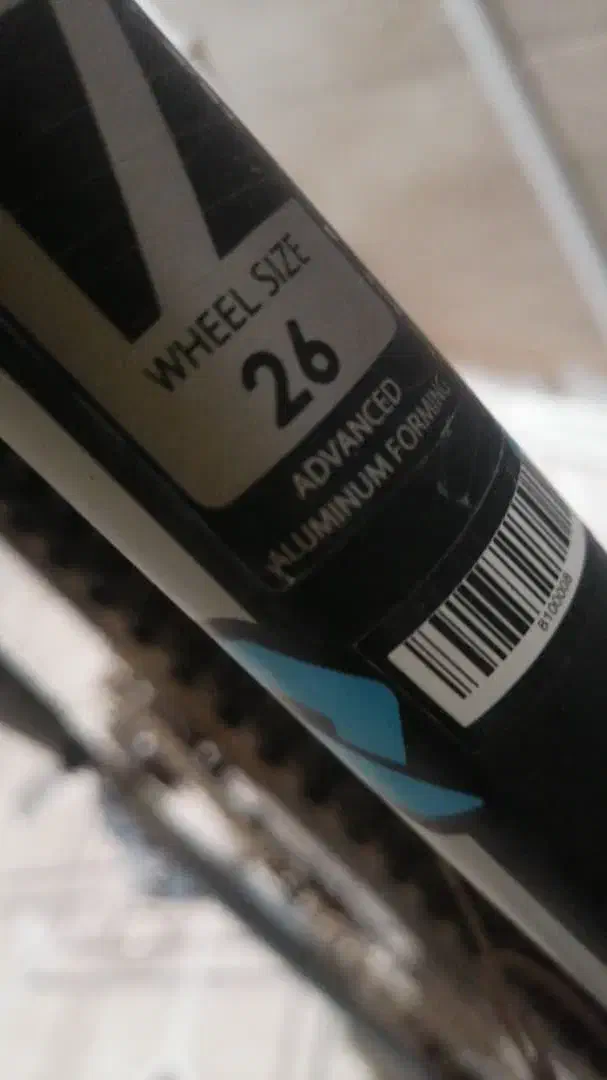 WHEEL SIZE
26
ADVANCED
ALUMINUM FORMING